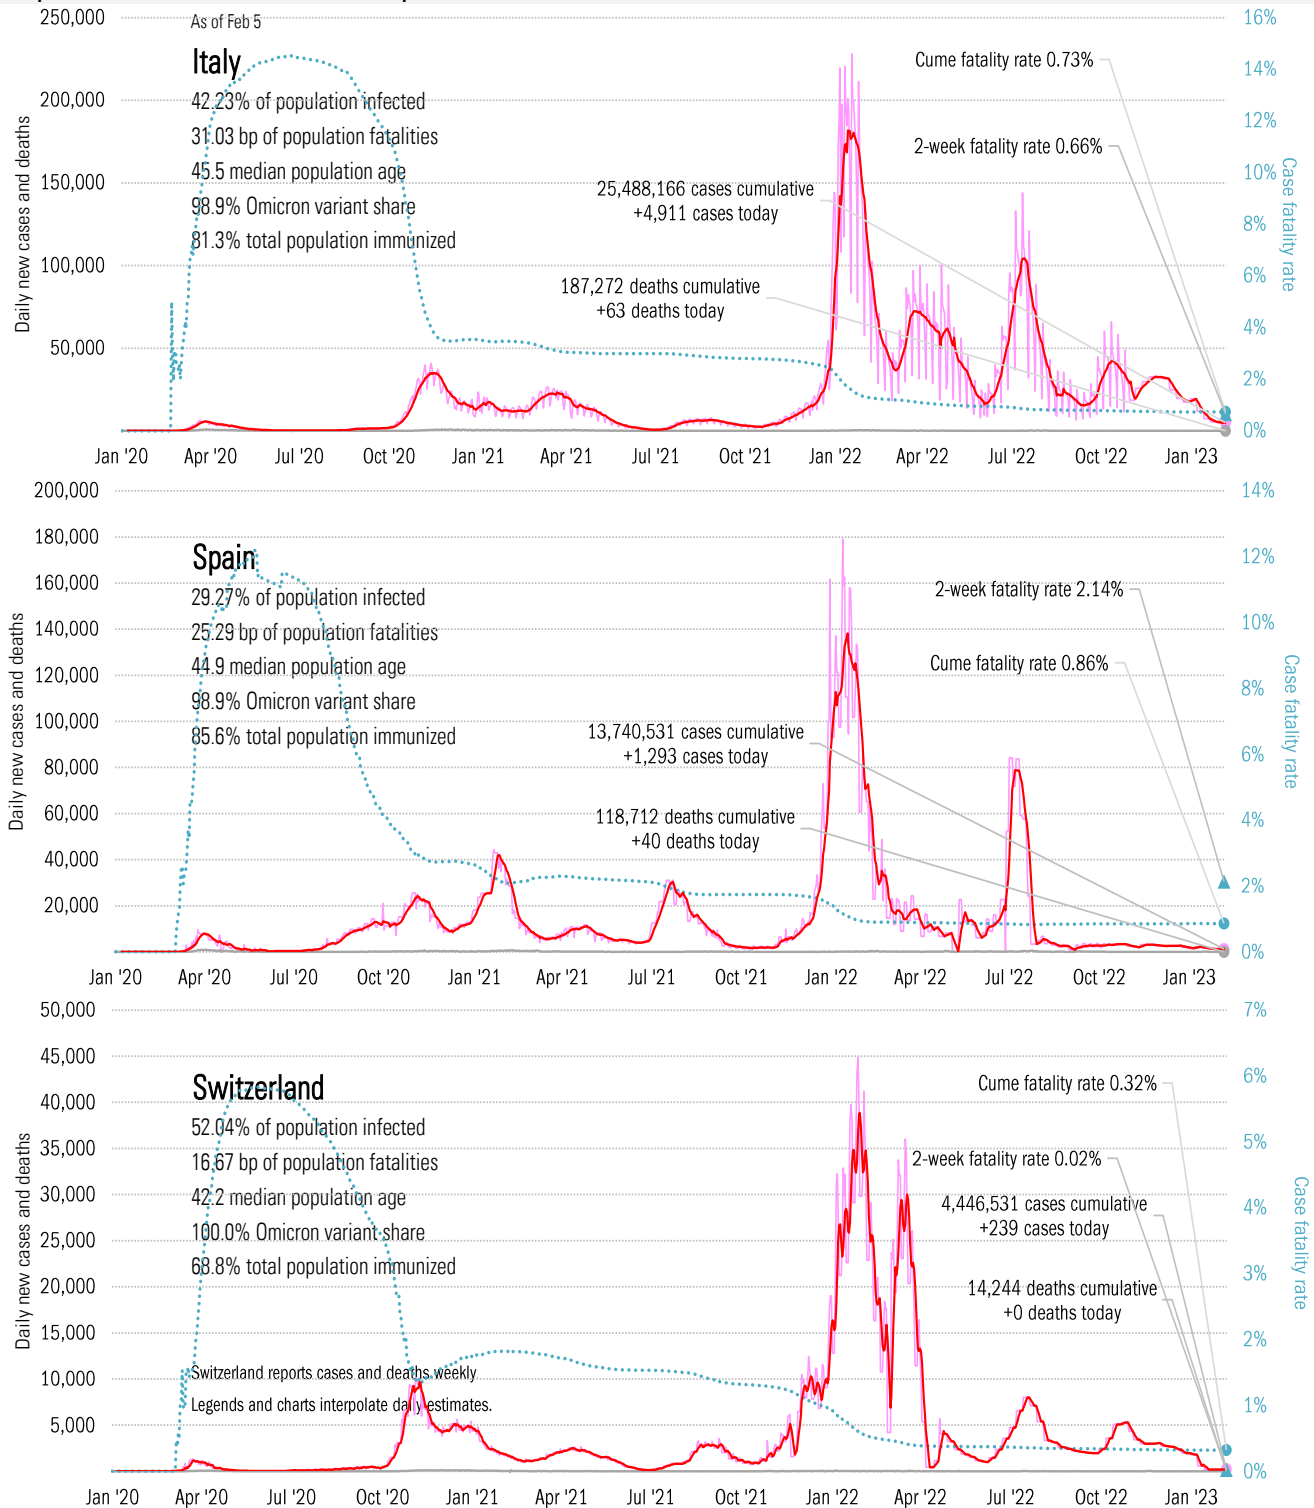 As of Feb 5
Italy
42.23% of population infected
31.03 bp of population fatalities
45.5 median population age
98.9% Omicron variant share
81.3% total population immunized
Cume fatality rate 0.73%
2-week fatality rate 0.66%
25,488,166 cases cumulative
+4,911 cases today
187,272 deaths cumulative
+63 deaths today
Daily new cases and deaths
250,000
200,000
150,000
100,000
50,000
Case fatality rate
16%
14%
12%
10%
8%
6%
4%
2%
0%
Jan '20 Apr '20 Jul '20 Oct '20 Jan '21 Apr '21 Jul '21 Oct '21 Jan '22 Apr '22 Jul '22 Oct '22 Jan '23
Spain
29.27% of population infected
25.29 bp of population fatalities
44.9 median population age
98.9% Omicron variant share
85.6% total population immunized
2-week fatality rate 2.14%
Cume fatality rate 0.86%
13,740,531 cases cumulative
+1,293 cases today
118,712 deaths cumulative
+40 deaths today
Daily new cases and deaths
200,000
180,000
160,000
140,000
120,000
100,000
80,000
60,000
40,000
20,000
Case fatality rate
14%
12%
10%
8%
6%
4%
2%
0%
Jan '20 Apr '20 Jul '20 Oct '20 Jan '21 Apr '21 Jul '21 Oct '21 Jan '22 Apr '22 Jul '22 Oct '22 Jan '23
Switzerland
52.04% of population infected
16.67 bp of population fatalities
42.2 median population age
100.0% Omicron variant share
68.8% total population immunized
Switzerland reports cases and deaths weekly
Legends and charts interpolate daily estimates.
Cume fatality rate 0.32%
2-week fatality rate 0.02%
4,446,531 cases cumulative
+239 cases today
14,244 deaths cumulative
+0 deaths today
Daily new cases and deaths
50,000
45,000
40,000
35,000
30,000
25,000
20,000
15,000
10,000
5,000
Case fatality rate
7%
6%
5%
4%
3%
2%
1%
0%
Jan '20 Apr '20 Jul '20 Oct '20 Jan '21 Apr '21 Jul '21 Oct '21 Jan '22 Apr '22 Jul '22 Oct '22 Jan '23